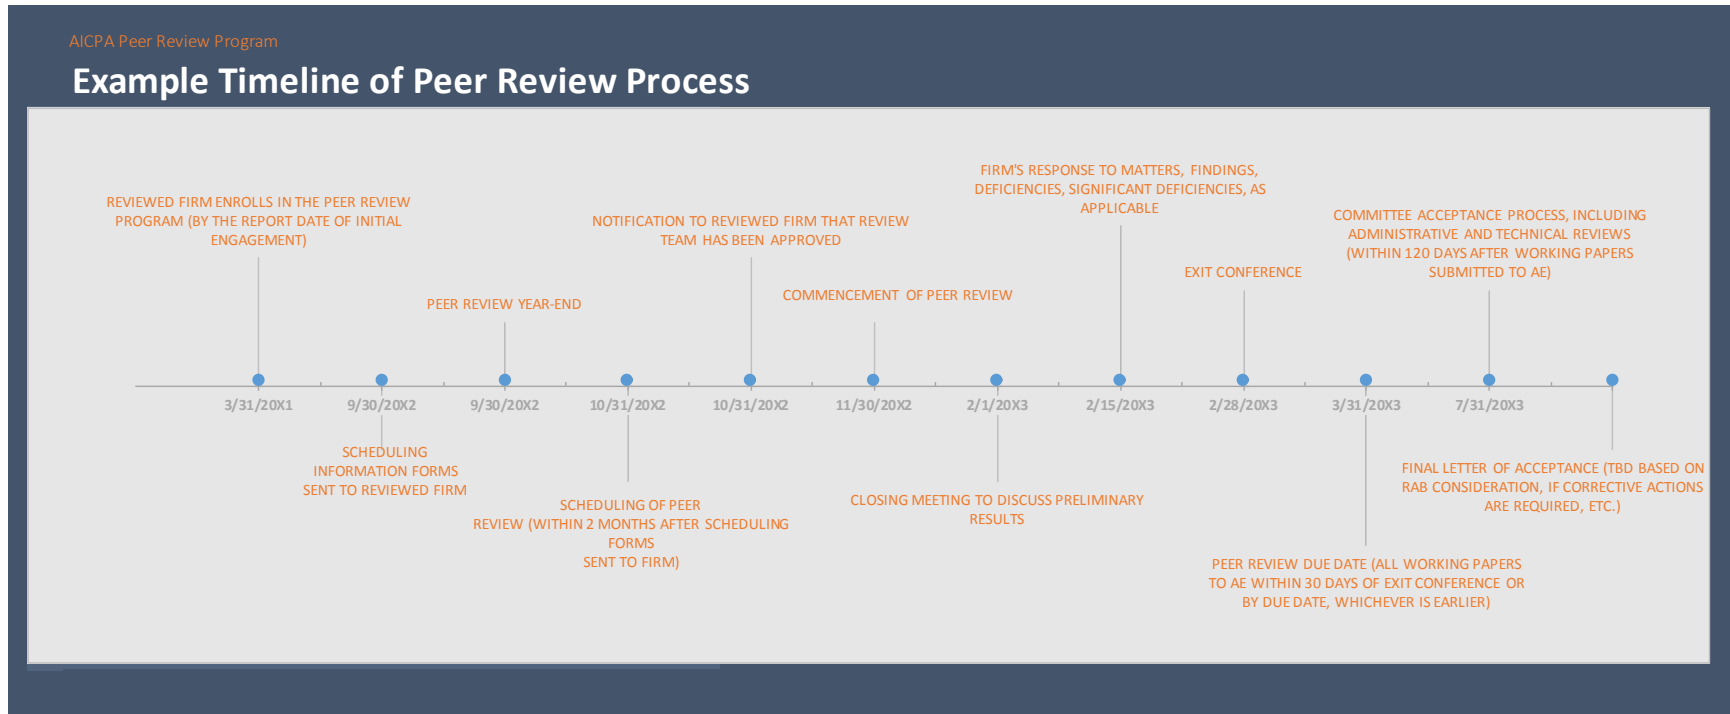 AICPA Peer Review Program
Example Timeline of Peer Review Process
REVIEWED FIRM ENROLLS IN THE PEER REVIEW
PROGRAM (BY THE REPORT DATE OF INITIAL
ENGAGEMENT)
PEER REVIEW YEAR-END
NOTIFICATION TO REVIEWED FIRM THAT REVIEW
TEAM HAS BEEN APPROVED
COMMENCEMENT OF PEER REVIEW
FIRM'S RESPONSE TO MATTERS, FINDINGS,
DEFICIENCIES, SIGNIFICANT DEFICIENCIES, AS
APPLICABLE
EXIT CONFERENCE
COMMITTEE ACCEPTANCE PROCESS, INCLUDING
ADMINISTRATIVE AND TECHNICAL REVIEWS
(WITHIN 120 DAYS AFTER WORKING PAPERS
SUBMITTED TO AE)
3/31/20X1 9/30/20X2 9/30/20X2 10/31/20X2 10/31/20X2 11/30/20X2 2/1/20X3 2/15/20X3 2/28/20X3 3/31/20X3 7/31/20X3
SCHEDULING
INFORMATION FORMS
SENT TO REVIEWED FIRM
SCHEDULING OF PEER
REVIEW (WITHIN 2 MONTHS AFTER SCHEDULING
FORMS
SENT TO FIRM)
CLOSING MEETING TO DISCUSS PRELIMINARY
RESULTS
PEER REVIEW DUE DATE (ALL WORKING PAPERS
TO AE WITHIN 30 DAYS OF EXIT CONFERENCE OR
BY DUE DATE, WHICHEVER IS EARLIER)
FINAL LETTER OF ACCEPTANCE (TBD BASED ON
RAB CONSIDERATION, IF CORRECTIVE ACTIONS
ARE REQUIRED, ETC.)